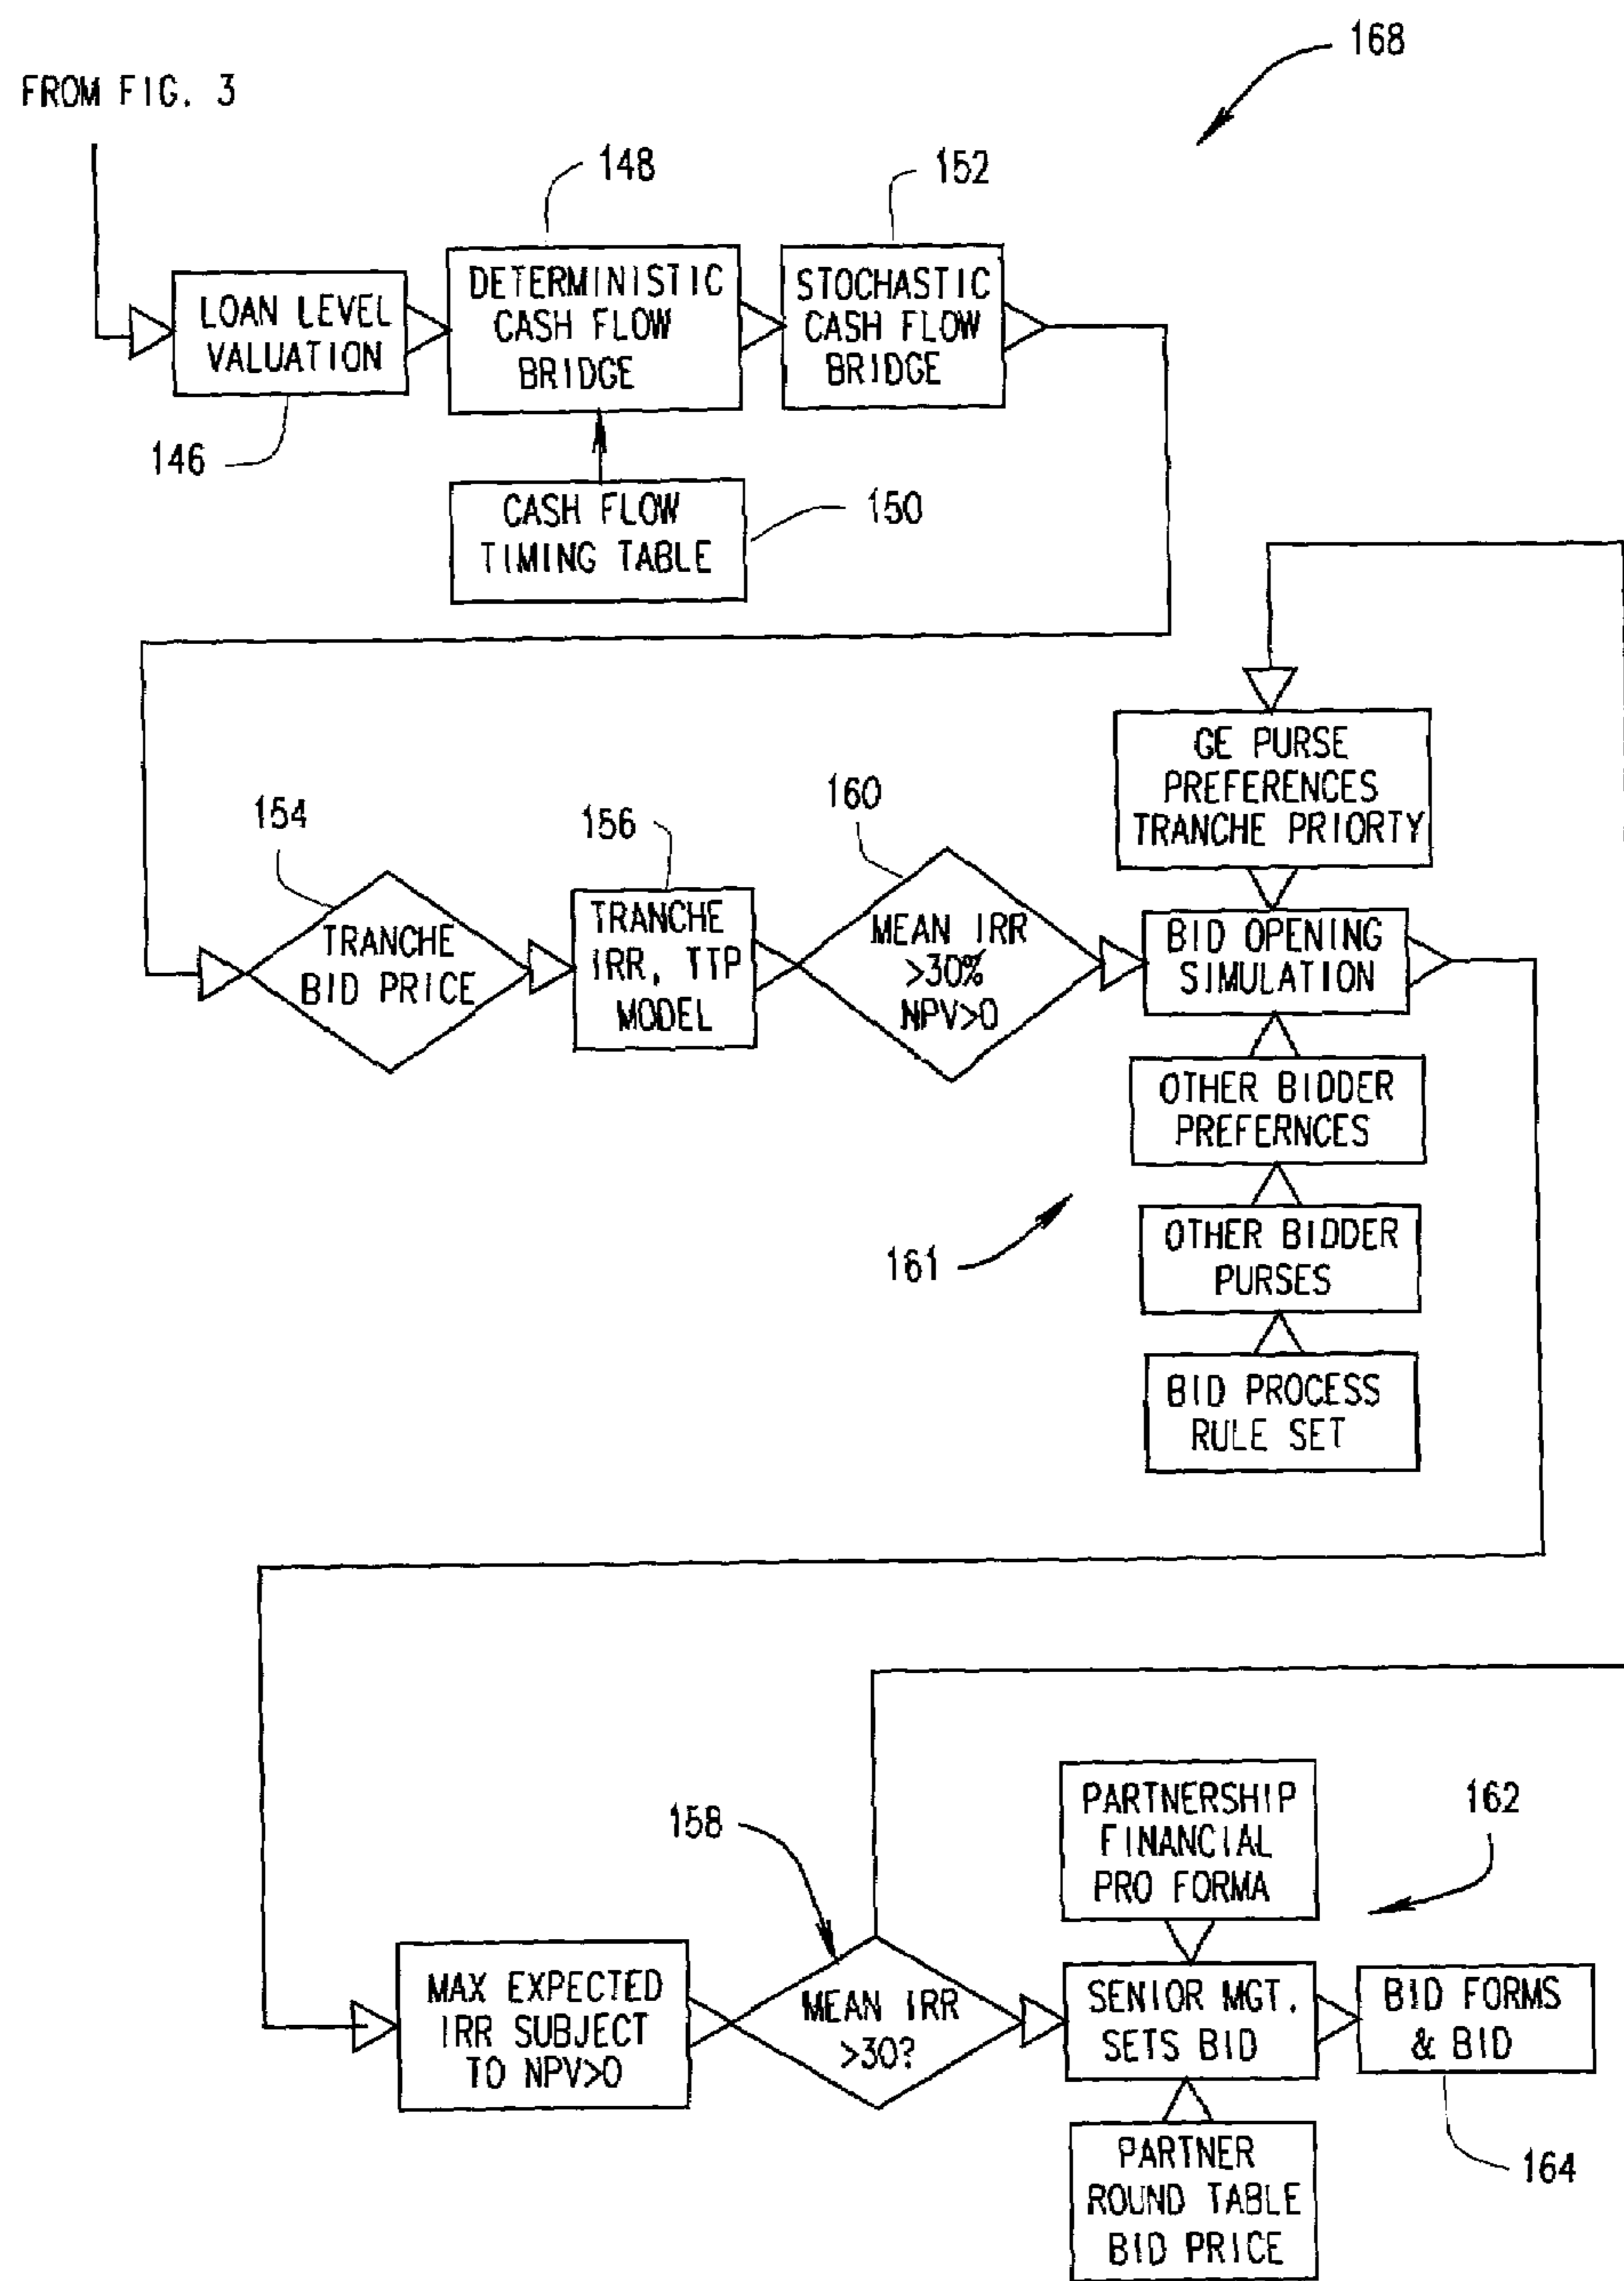 168
FROM FIG. 3
148
152
LOAN LEVEL
VALUATION
DETERMINISTIC
CASH FLOW
BRIDGE
STOCHASTIC
CASH FLOW
BRIDGE
146
CASH FLOW
TIMING TABLE
150
GE PURSE
PREFERENCES
TRANCHE PRIORTY
154
156
160
TRANCHE
BID PRICE
TRANCHE
IRR, TTP
MODEL
MEAN IRR
>30%
NPV>0
BID OPENING
SIMULATION
OTHER BIDDER
PREFERNCES
161
OTHER BIDDER
PURSES
BID PROCESS
RULE SET
158
PARTNERSHIP
FINANCIAL
PRO FORMA
162
MAX EXPECTED
IRR SUBJECT
TO NPV>0
MEAN IRR
>30?
SENIOR MGT.
SETS BID
BID FORMS
& BID
PARTNER
ROUND TABLE
BID PRICE
164